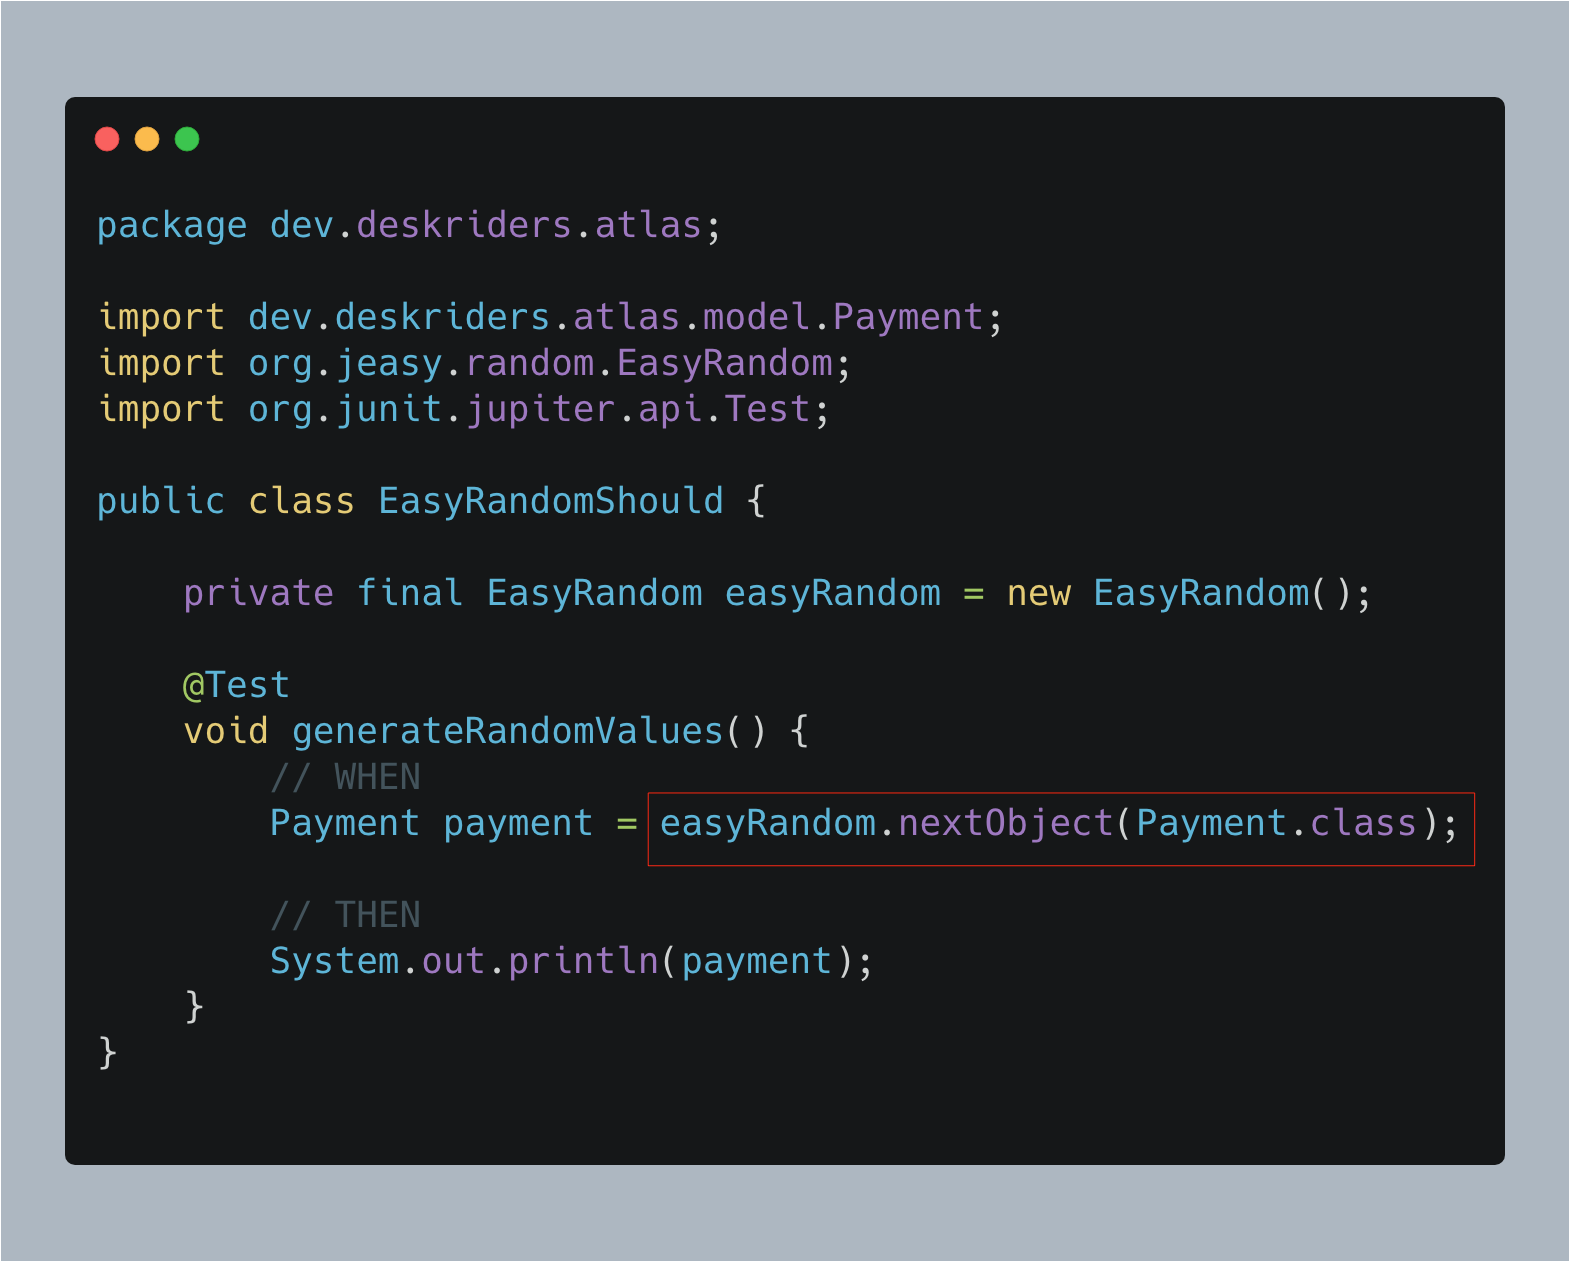 package dev.deskriders.atlas;
import dev.deskriders.atlas.model.Payment;
import org.jeasy.random.EasyRandom;
import org.junit.jupiter.api.Test;
public class EasyRandomShould {
private final EasyRandom easyRandom = new EasyRandom();
@Test
void generateRandomValues() {
// WHEN
Payment payment = easyRandom.nextObject(Payment.class);
// THEN
System.out.println(payment);
}
}